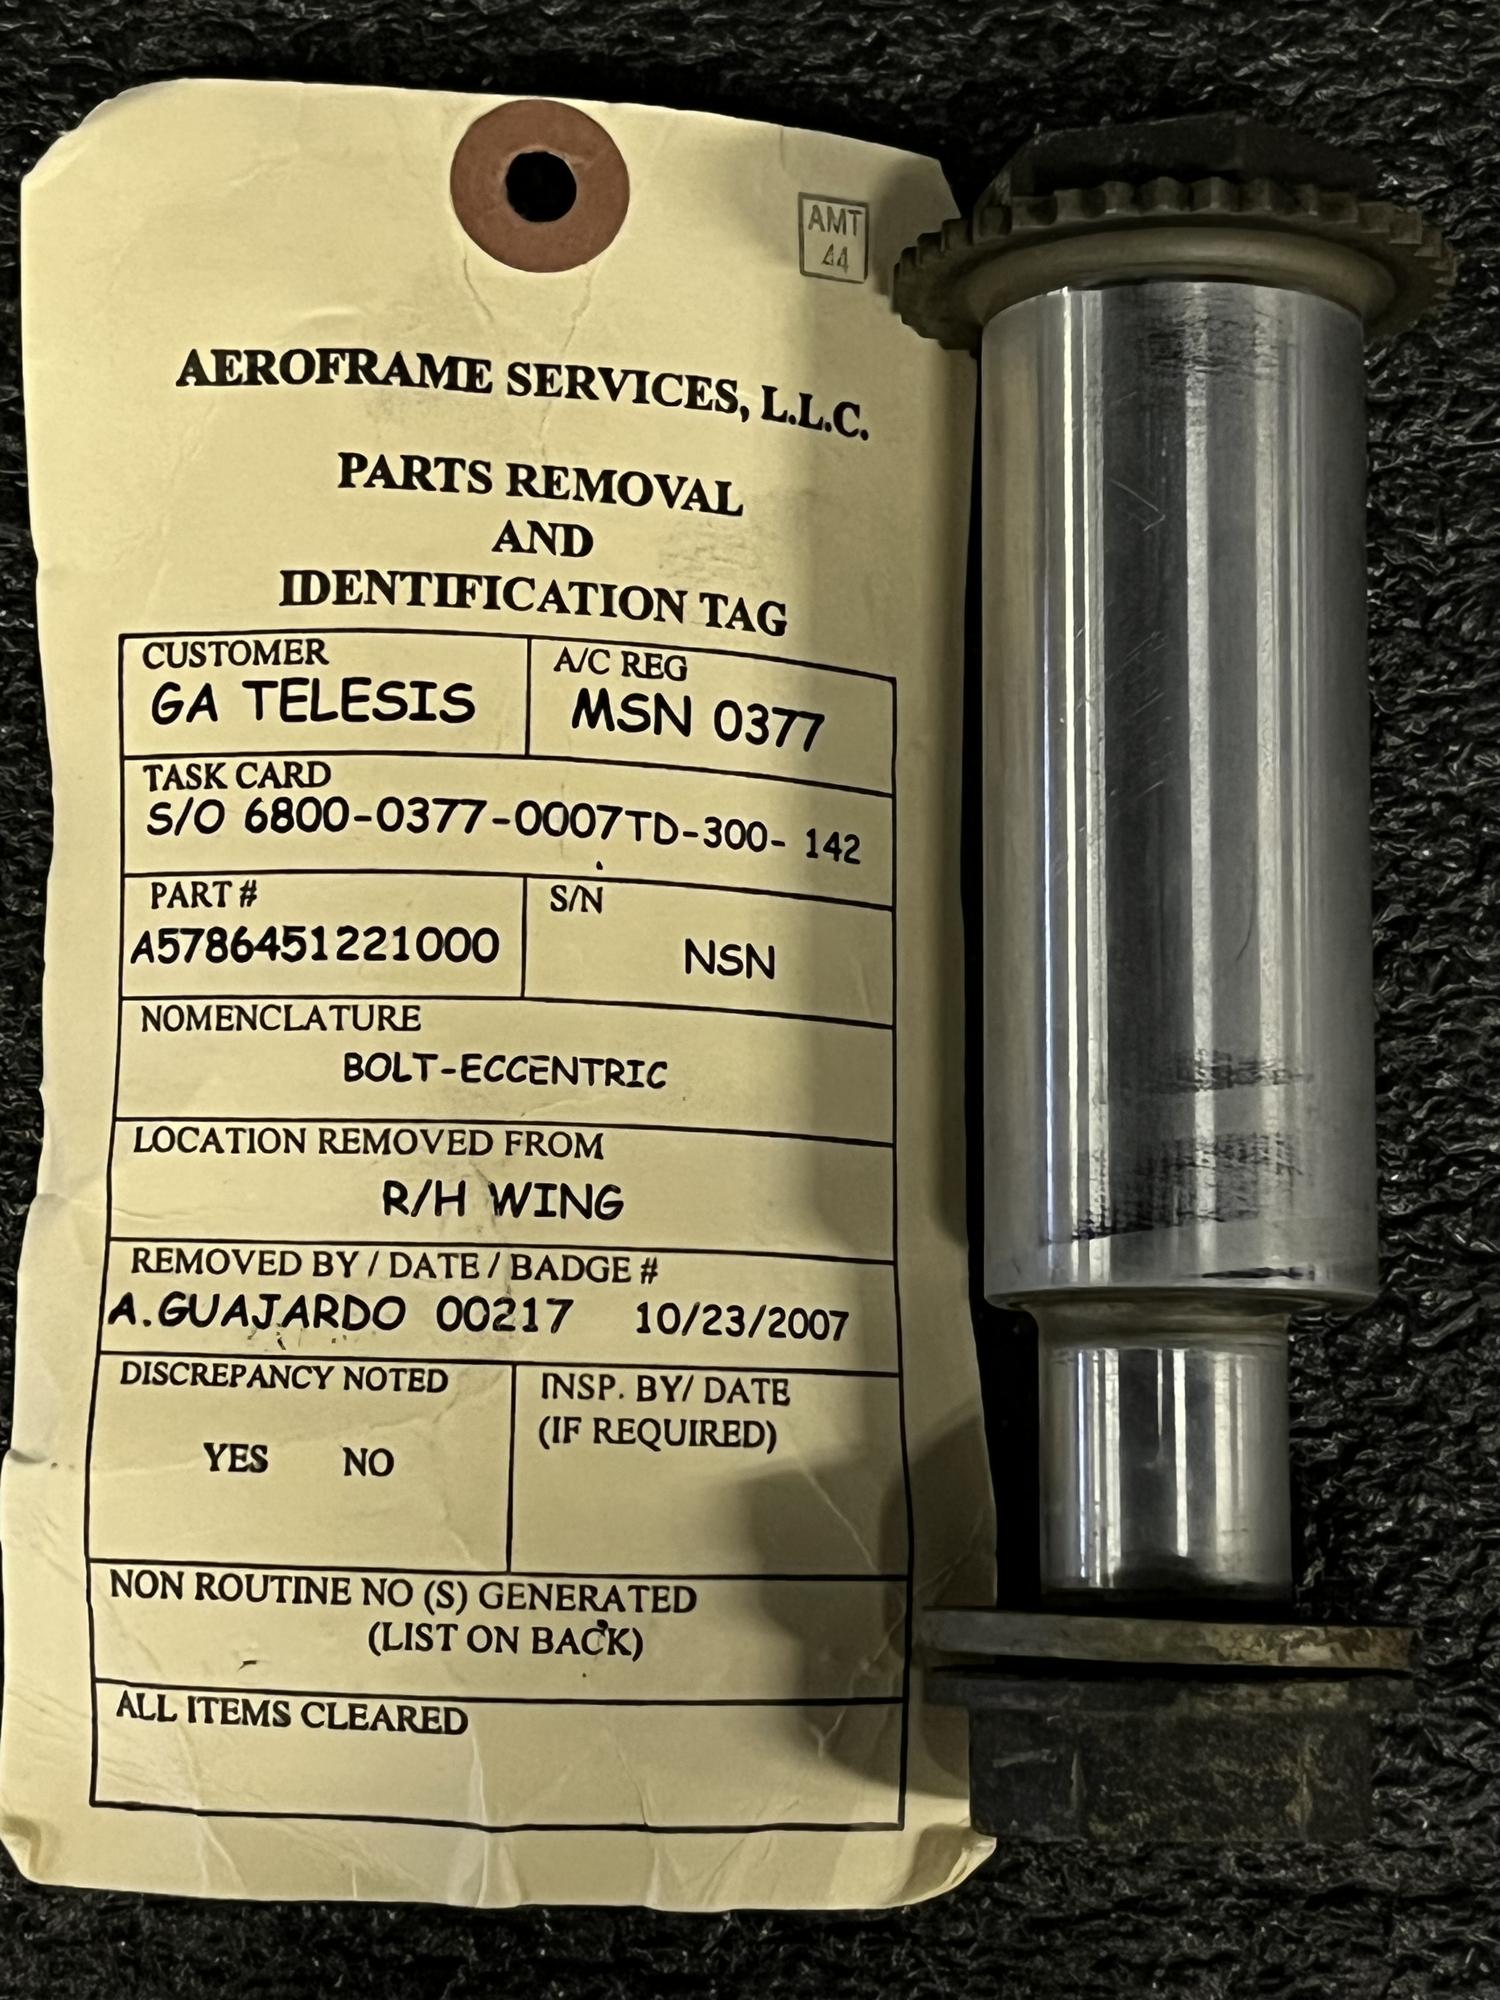 AMT
44
AEROFRAME SERVICES, L.L.C.
PARTS REMOVAL
AND
IDENTIFICATION TAG
CUSTOMER
GA TELESIS
A/C REG
MSN 0377
TASK CARD
S/O 6800-0377-0007TD-300- 142
PART #
A5786451221000
S/N
NSN
NOMENCLATURE
BOLT-ECCENTRIC
LOCATION REMOVED FROM
R/H WING
REMOVED BY / DATE / BADGE #
A.GUAJARDO 00217 10/23/2007
DISCREPANCY NOTED
YES NO
INSP. BY/ DATE
(IF REQUIRED)
NON ROUTINE NO (S) GENERATED
(LIST ON BACK)
ALL ITEMS CLEARED